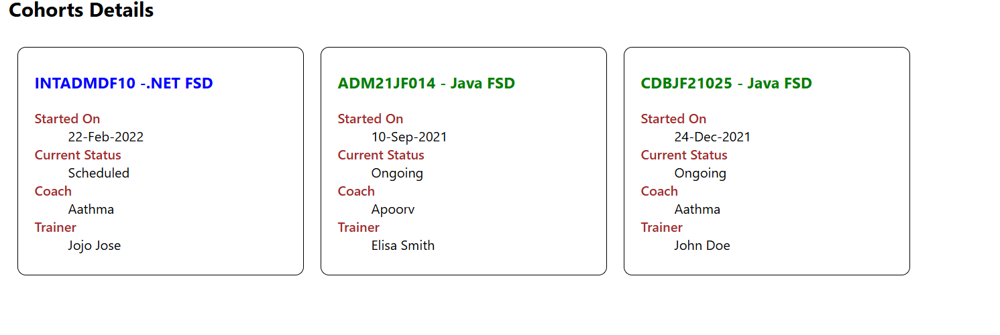 Cohorts Details
INTADMDF10 -.NET FSD
Started On
22-Feb-2022
Current Status
Scheduled
Coach
Aathma
Trainer
Jojo Jose
ADM21JF014 - Java FSD
Started On
10-Sep-2021
Current Status
Ongoing
Coach
Apoorv
Trainer
Elisa Smith
CDBJF21025 - Java FSD
Started On
24-Dec-2021
Current Status
Ongoing
Coach
Aathma
Trainer
John Doe